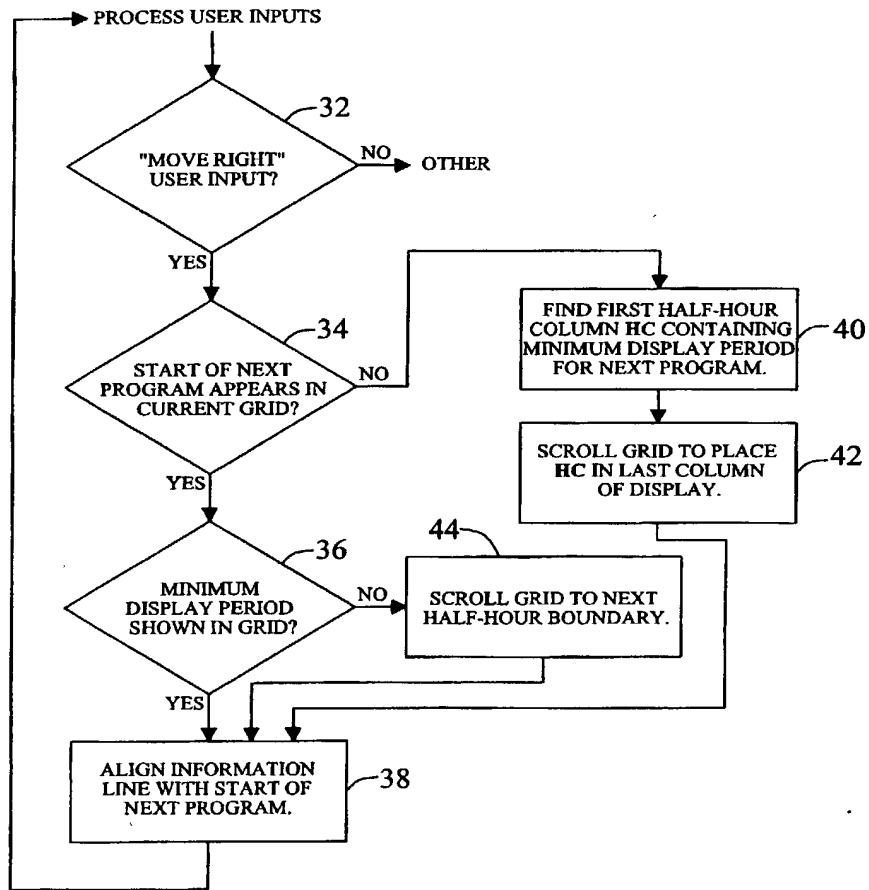 PROCESS USER INPUTS
32
"MOVE RIGHT"
USER INPUT?
NO
OTHER
YES
34
START OF NEXT
PROGRAM APPEARS IN
CURRENT GRID?
NO
FIND FIRST HALF-HOUR
COLUMN HC CONTAINING
MINIMUM DISPLAY PERIOD
FOR NEXT PROGRAM.
40
SCROLL GRID TO PLACE
HC IN LAST COLUMN
OF DISPLAY.
42
YES
36
MINIMUM
DISPLAY PERIOD
SHOWN IN GRID?
NO
44
SCROLL GRID TO NEXT
HALF-HOUR BOUNDARY.
YES
ALIGN INFORMATION
LINE WITH START OF
NEXT PROGRAM.
38